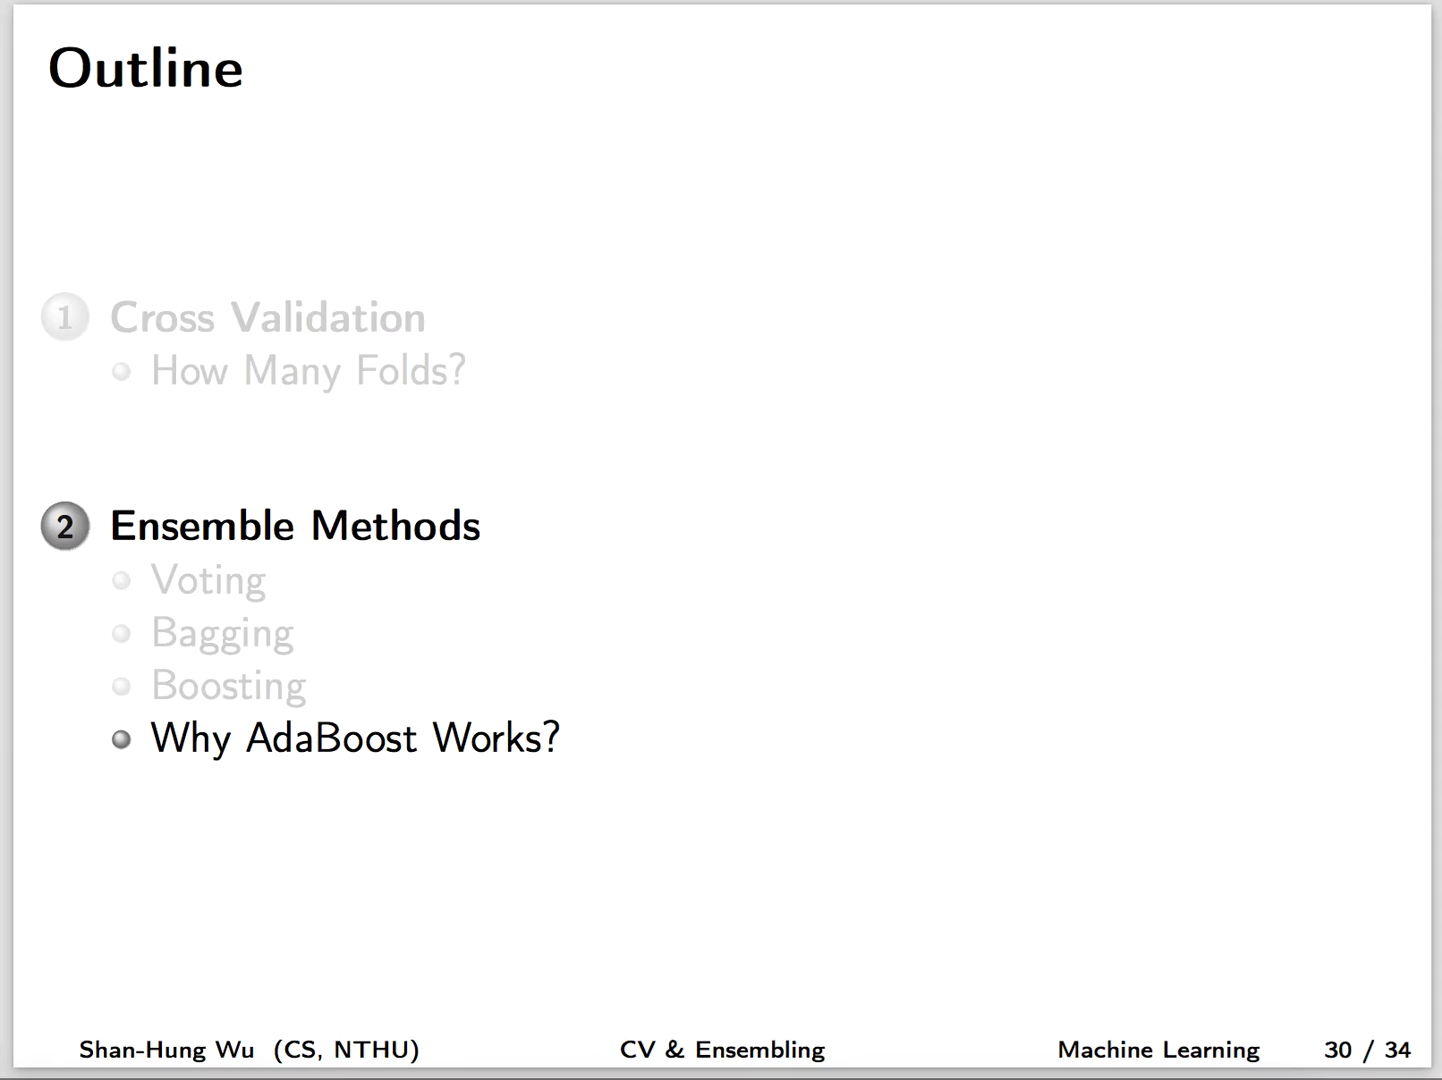 Outline
1 Cross Validation
How Many Folds?
2 Ensemble Methods
Voting
Bagging
Boosting
Why AdaBoost Works?
Shan-Hung Wu (CS, NTHU) CV & Ensembling Machine Learning 30 / 34